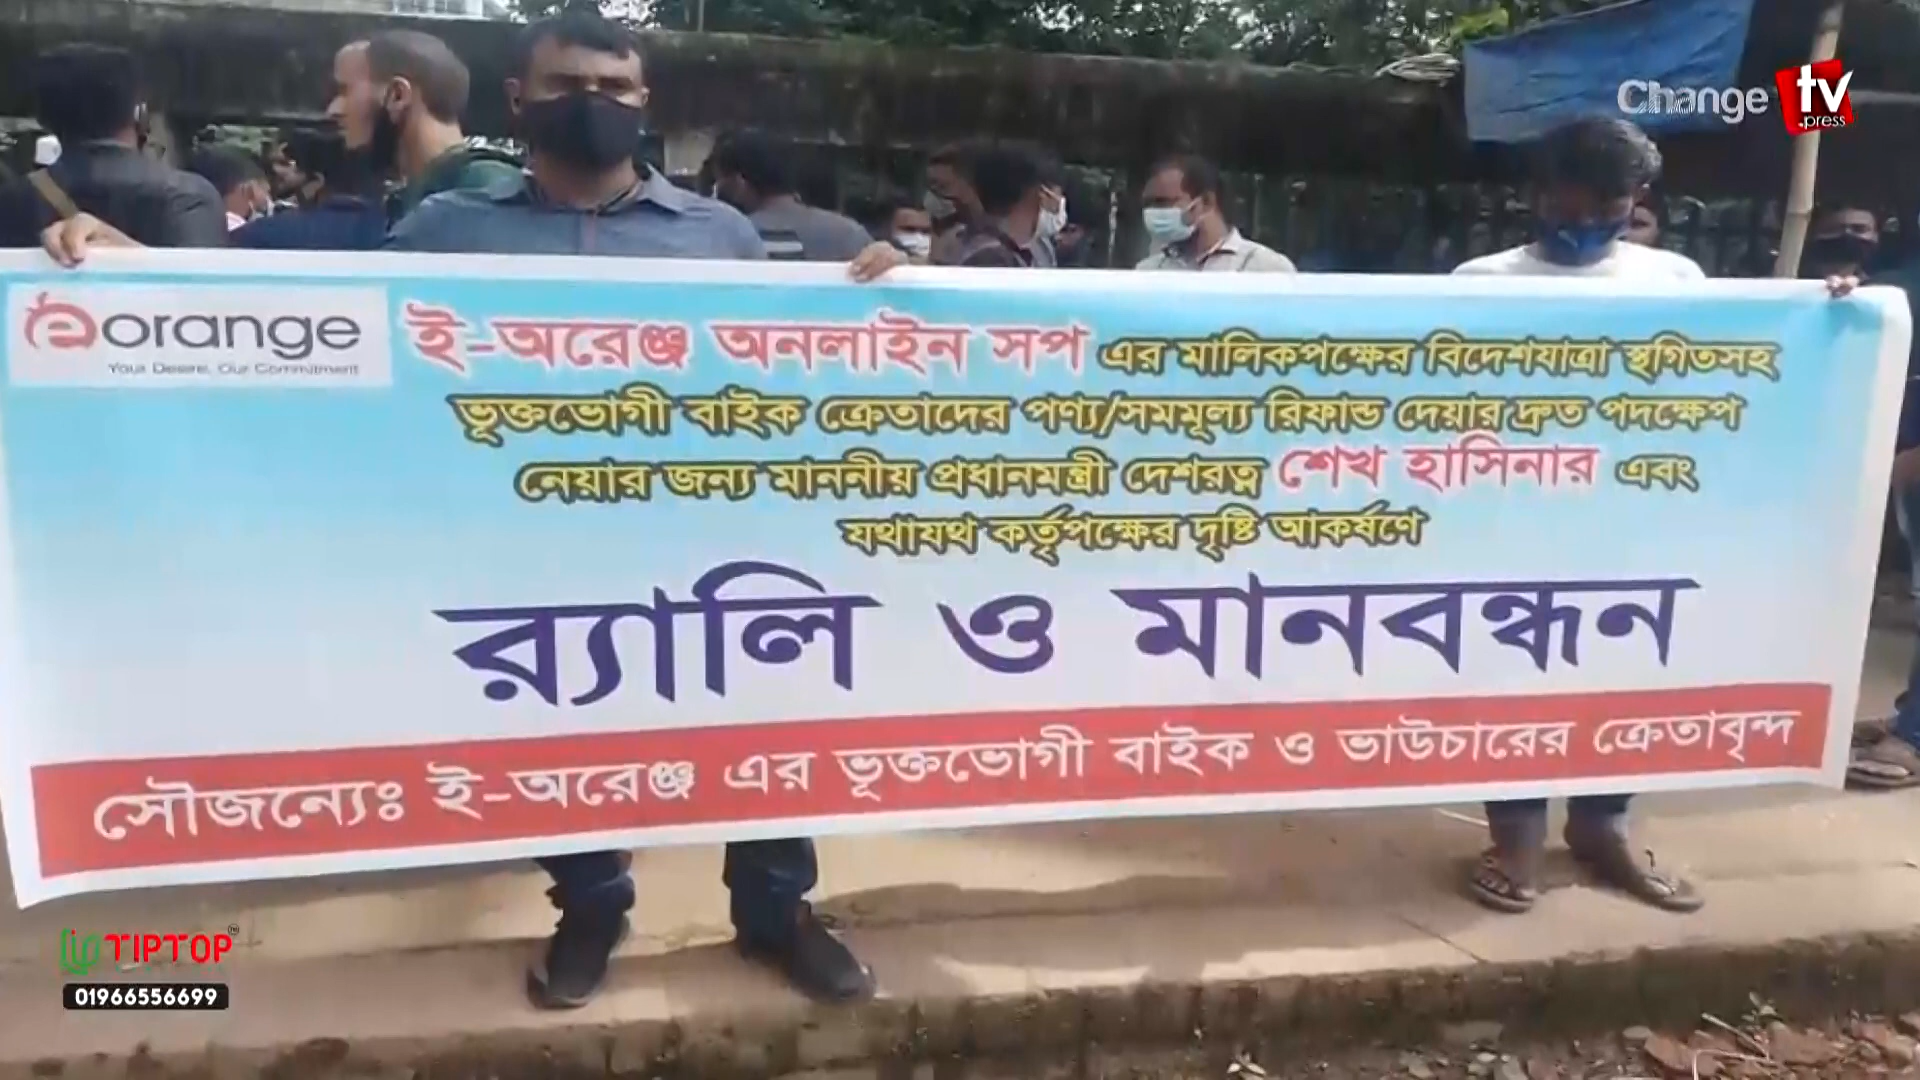 Change tv
.press
eorange
Your Desire, Our Commitment
ই-অরেঞ্জ অনলাইন সপ এর মালিকপক্ষের বিদেশযাত্রা স্থগিতসহ
ভূক্তভোগী বাইক ক্রেতাদের পণ্য/সমমূল্য রিফান্ড দেয়ার দ্রুত পদক্ষেপ
নেয়ার জন্য মাননীয় প্রধানমন্ত্রী দেশরত্ন শেখ হাসিনার এবং
যথাযথ কর্তৃপক্ষের দৃষ্টি আকর্ষণে
র‍্যালি ও মানবন্ধন
সৌজন্যেঃ ই-অরেঞ্জ এর ভূক্তভোগী বাইক ও ভাউচারের ক্রেতাবৃন্দ
TIPTOP
01966556699